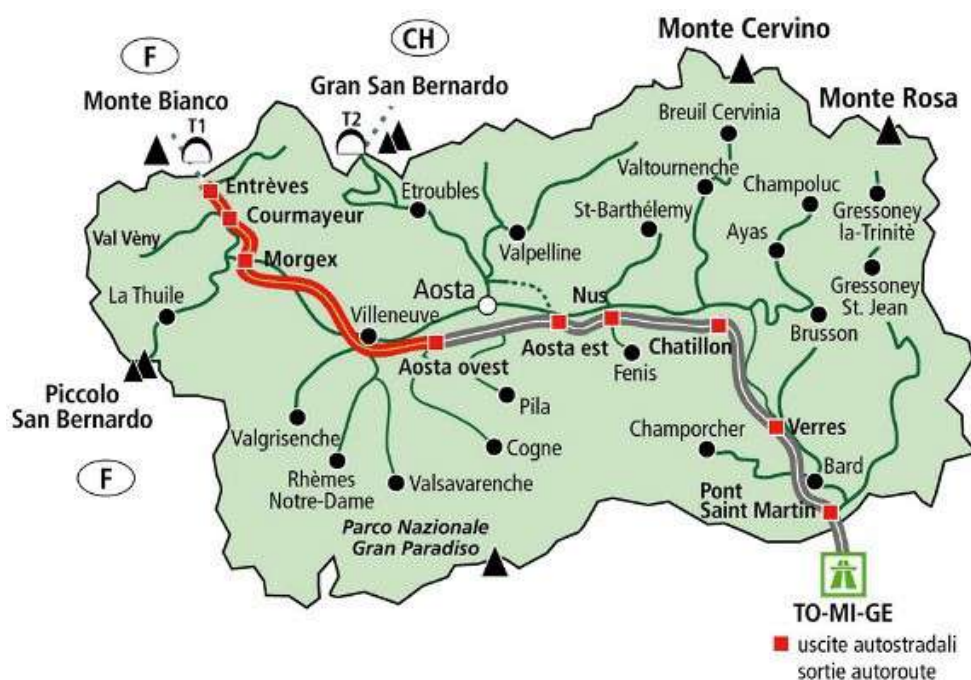 CH
F
Monte Cervino
Monte Bianco
Gran San Bernardo
Monte Rosa
T1
T2
Breuil Cervinia
Entrèves
Etroubles
Valtournenche
Champoluc
Courmayeur
St-Barthélemy
Gressoney
la-Trinitè
Val Vèny
Valpelline
Ayas
Morgex
Gressoney
St. Jean
La Thuile
Aosta
Nus
Villeneuve
Brusson
Aosta ovest
Aosta est
Chatillon
Fenis
Piccolo
San Bernardo
Pila
Valgrisenche
Cogne
Champorcher
Verres
F
Rhèmes
Notre-Dame
Valsavarenche
Bard
Pont
Saint Martin
Parco Nazionale
Gran Paradiso
TO-MI-GE
uscite autostradali
sortie autoroute